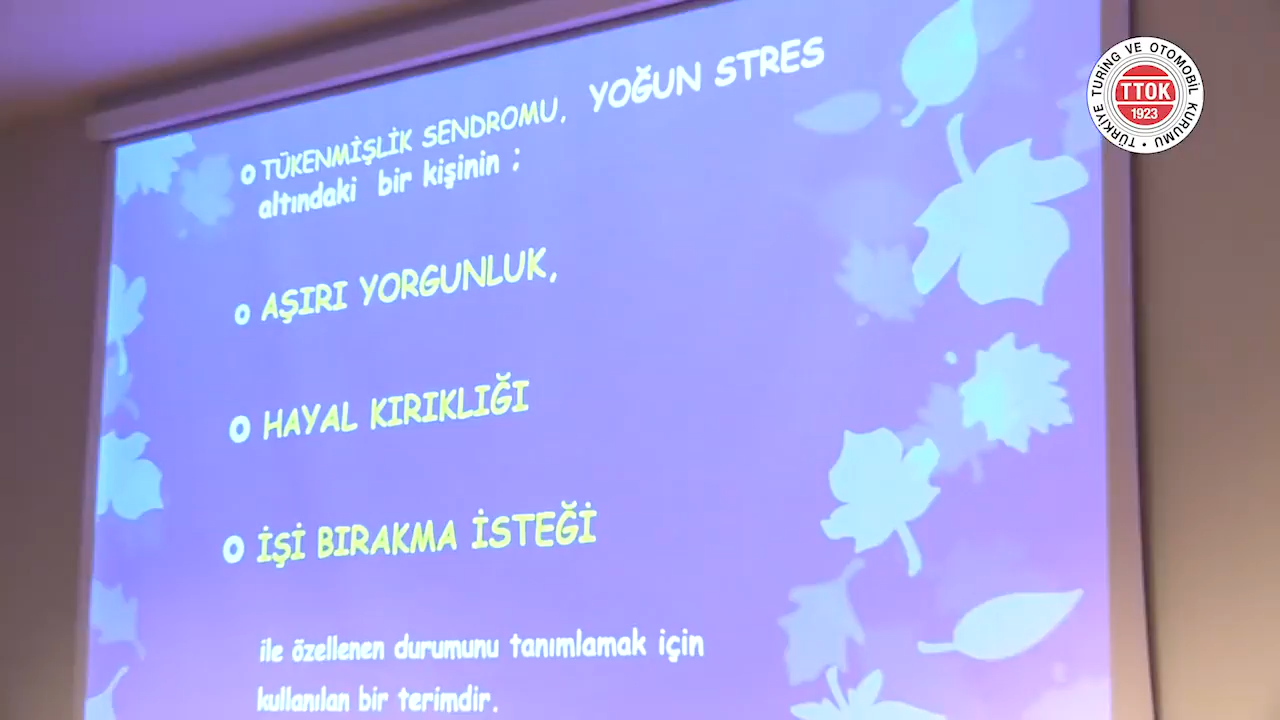 TÜKENMİŞLİK SENDROMU, YOĞUN STRES
altındaki bir kişinin ;
AŞIRI YORGUNLUK,
HAYAL KIRIKLIĞI
İŞİ BIRAKMA İSTEĞİ
ile özellenen durumunu tanımlamak için
kullanılan bir terimdir.
TÜRKİYE TURİNG VE OTOMOBİL KURUMU
TTOK
1923